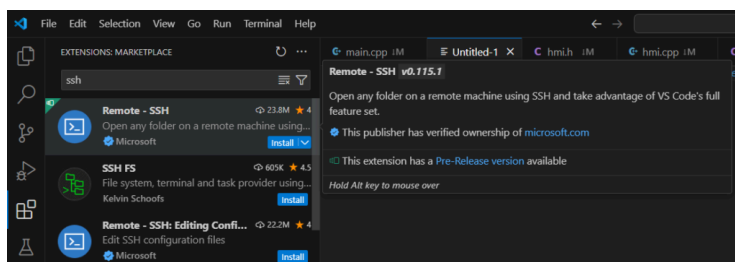 File Edit Selection View Go Run Terminal Help
EXTENSIONS: MARKETPLACE
ssh
Remote - SSH 23.8M ★ 4
Open any folder on a remote machine using...
Microsoft Install
SSH FS 605K ★ 4.5
File system, terminal and task provider using...
Kelvin Schoofs Install
Remote - SSH: Editing Confi... 22.2M ★ 4
Edit SSH configuration files
Microsoft Install
main.cpp M Untitled-1 hmi.h M hmi.cpp M
Remote - SSH v0.115.1
Open any folder on a remote machine using SSH and take advantage of VS Code's full
feature set.
This publisher has verified ownership of microsoft.com
This extension has a Pre-Release version available
Hold Alt key to mouse over